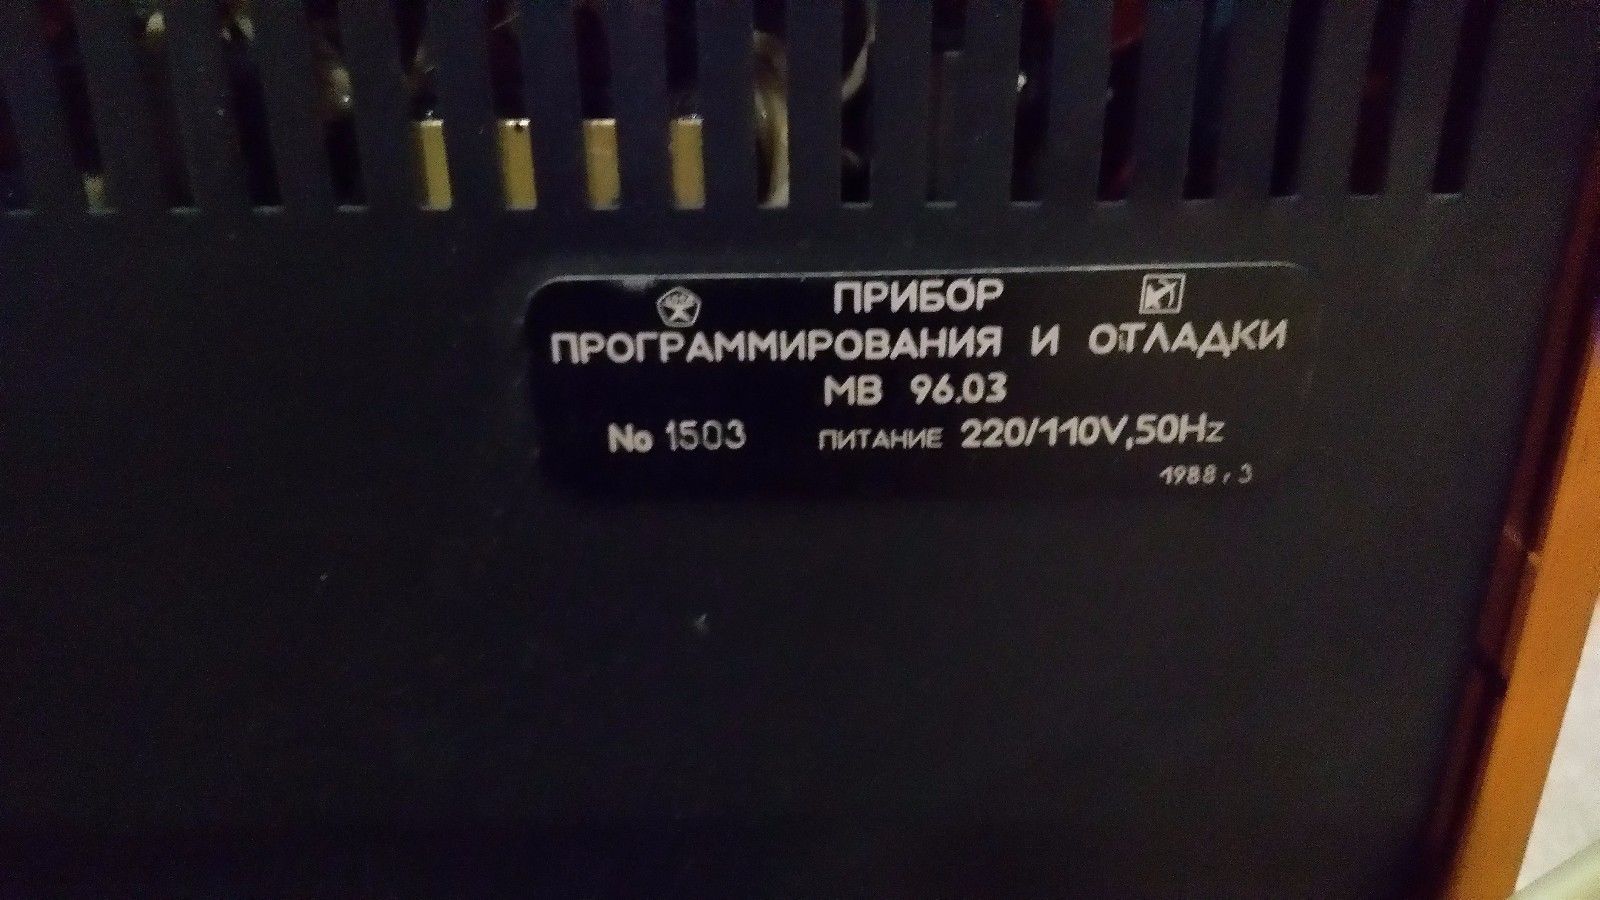 ПРИБОР
ПРОГРАММИРОВАНИЯ И ОТЛАДКИ
МВ 96.03
No 1503 ПИТАНИЕ 220/110V,50Hz
1988,3